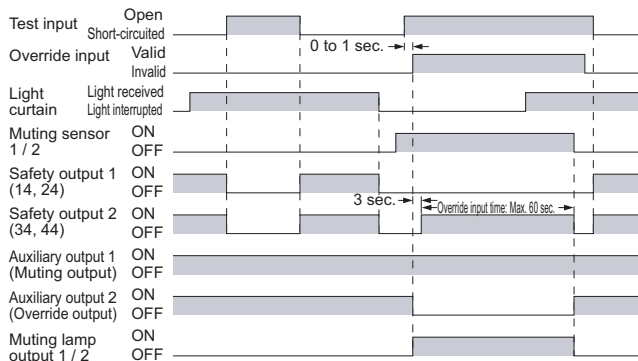 Test input Open
Short-circuited
0 to 1 sec.
Override input Valid
Invalid
Light curtain Light received
Light interrupted
Muting sensor 1 / 2 ON
OFF
Safety output 1 (14, 24) ON
OFF
3 sec. Override input time: Max. 60 sec.
Safety output 2 (34, 44) ON
OFF
Auxiliary output 1 (Muting output) ON
OFF
Auxiliary output 2 (Override output) ON
OFF
Muting lamp output 1 / 2 ON
OFF